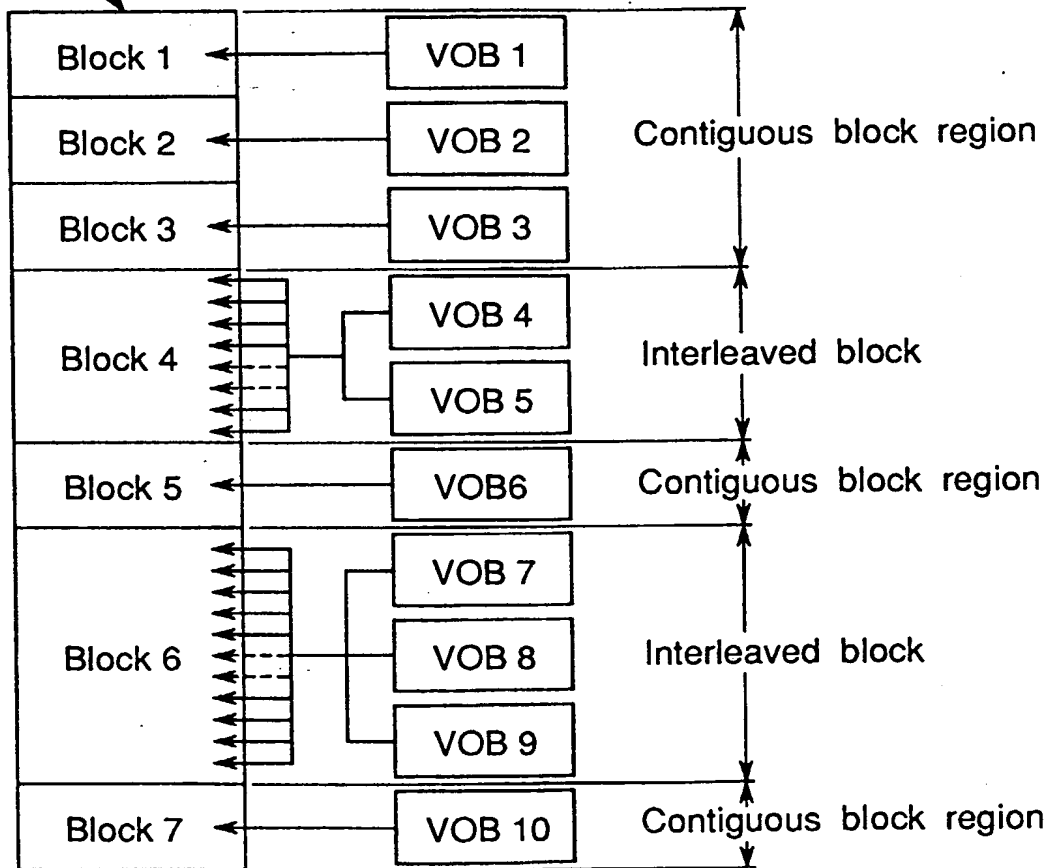 Block 1
VOB 1
Block 2
VOB 2
Contiguous block region
Block 3
VOB 3
VOB 4
Block 4
Interleaved block
VOB 5
Block 5
VOB6
Contiguous block region
VOB 7
Block 6
VOB 8
Interleaved block
VOB 9
Block 7
VOB 10
Contiguous block region